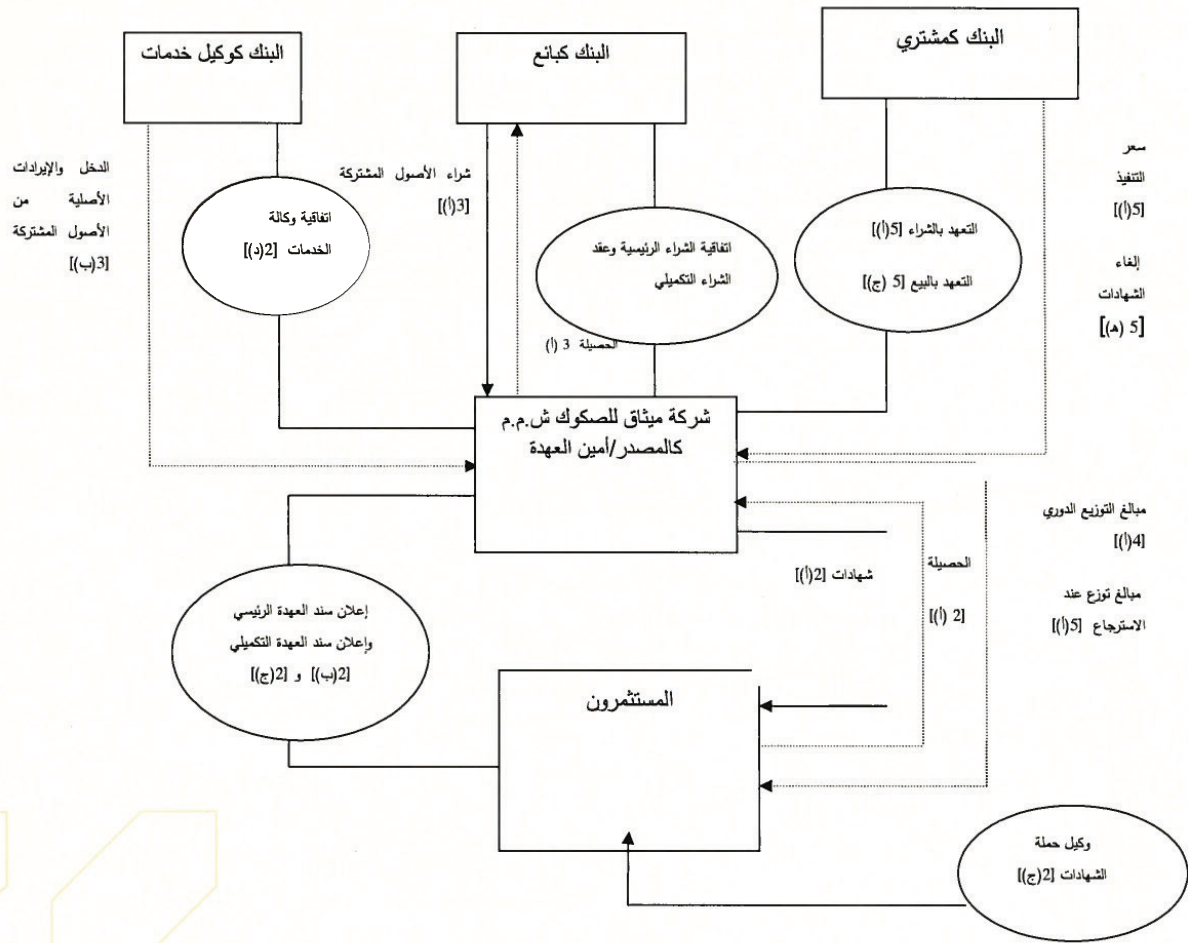 البنك كمشتري
البنك كبائع
البنك كوكيل خدمات
سعر
التنفيذ
[5(أ)]
إلغاء
الشهادات
[5 (ه)]
التعهد بالشراء [5(أ)]
التعهد بالبيع [5 (ج)]
اتفاقية الشراء الرئيسية وعقد
الشراء التكميلي
شراء الأصول المشتركة
[3(أ)]
الحصيلة 3 (أ)
اتفاقية وكالة
الخدمات [2(د)]
الدخل والإيرادات
الأصلية من
الأصول المشتركة
[3(ب)]
شركة ميثاق للصكوك ش.م.م
كالمصدر/أمين العهدة
مبالغ التوزيع الدوري
[4(أ)]
مبالغ توزع عند
الاسترجاع [5(أ)]
الحصيلة
[2 (أ)]
شهادات [2(أ)]
إعلان سند العهدة الرئيسي
وإعلان سند العهدة التكميلي
[2(ب)] و [2(ج)]
المستثمرون
وكيل حملة
الشهادات [2(ج)]